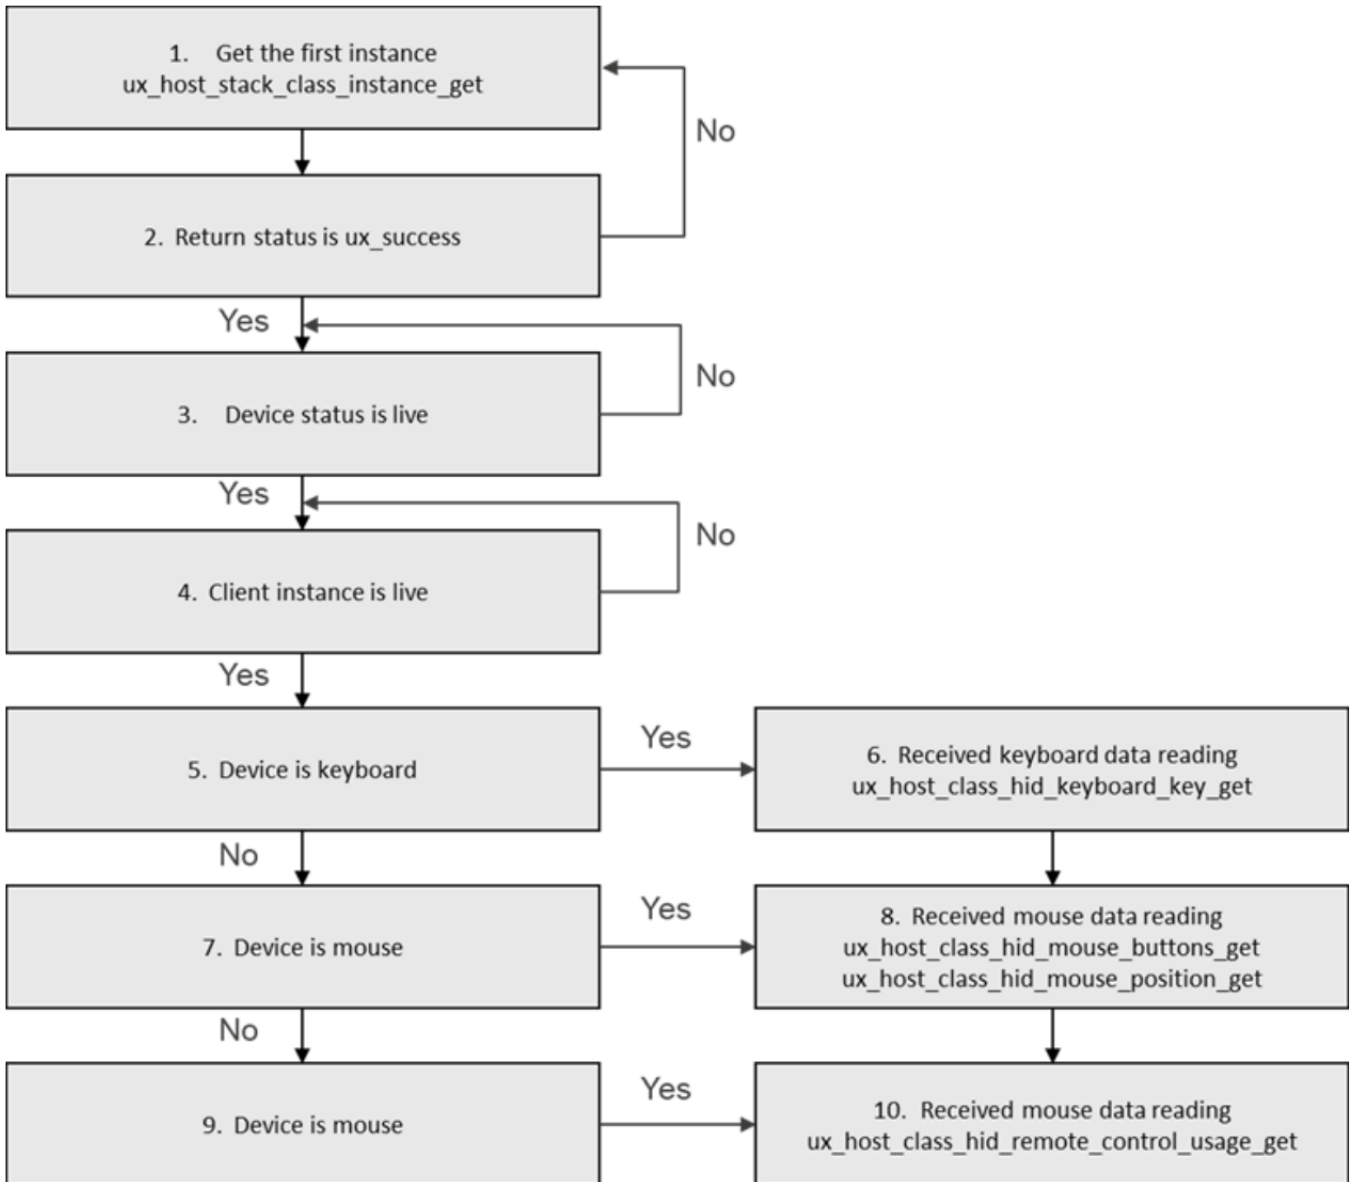 1. Get the first instance
ux_host_stack_class_instance_get
No
2. Return status is ux_success
Yes
No
3. Device status is live
Yes
No
4. Client instance is live
Yes
5. Device is keyboard
Yes
6. Received keyboard data reading
ux_host_class_hid_keyboard_key_get
No
7. Device is mouse
Yes
8. Received mouse data reading
ux_host_class_hid_mouse_buttons_get
ux_host_class_hid_mouse_position_get
No
9. Device is mouse
Yes
10. Received mouse data reading
ux_host_class_hid_remote_control_usage_get